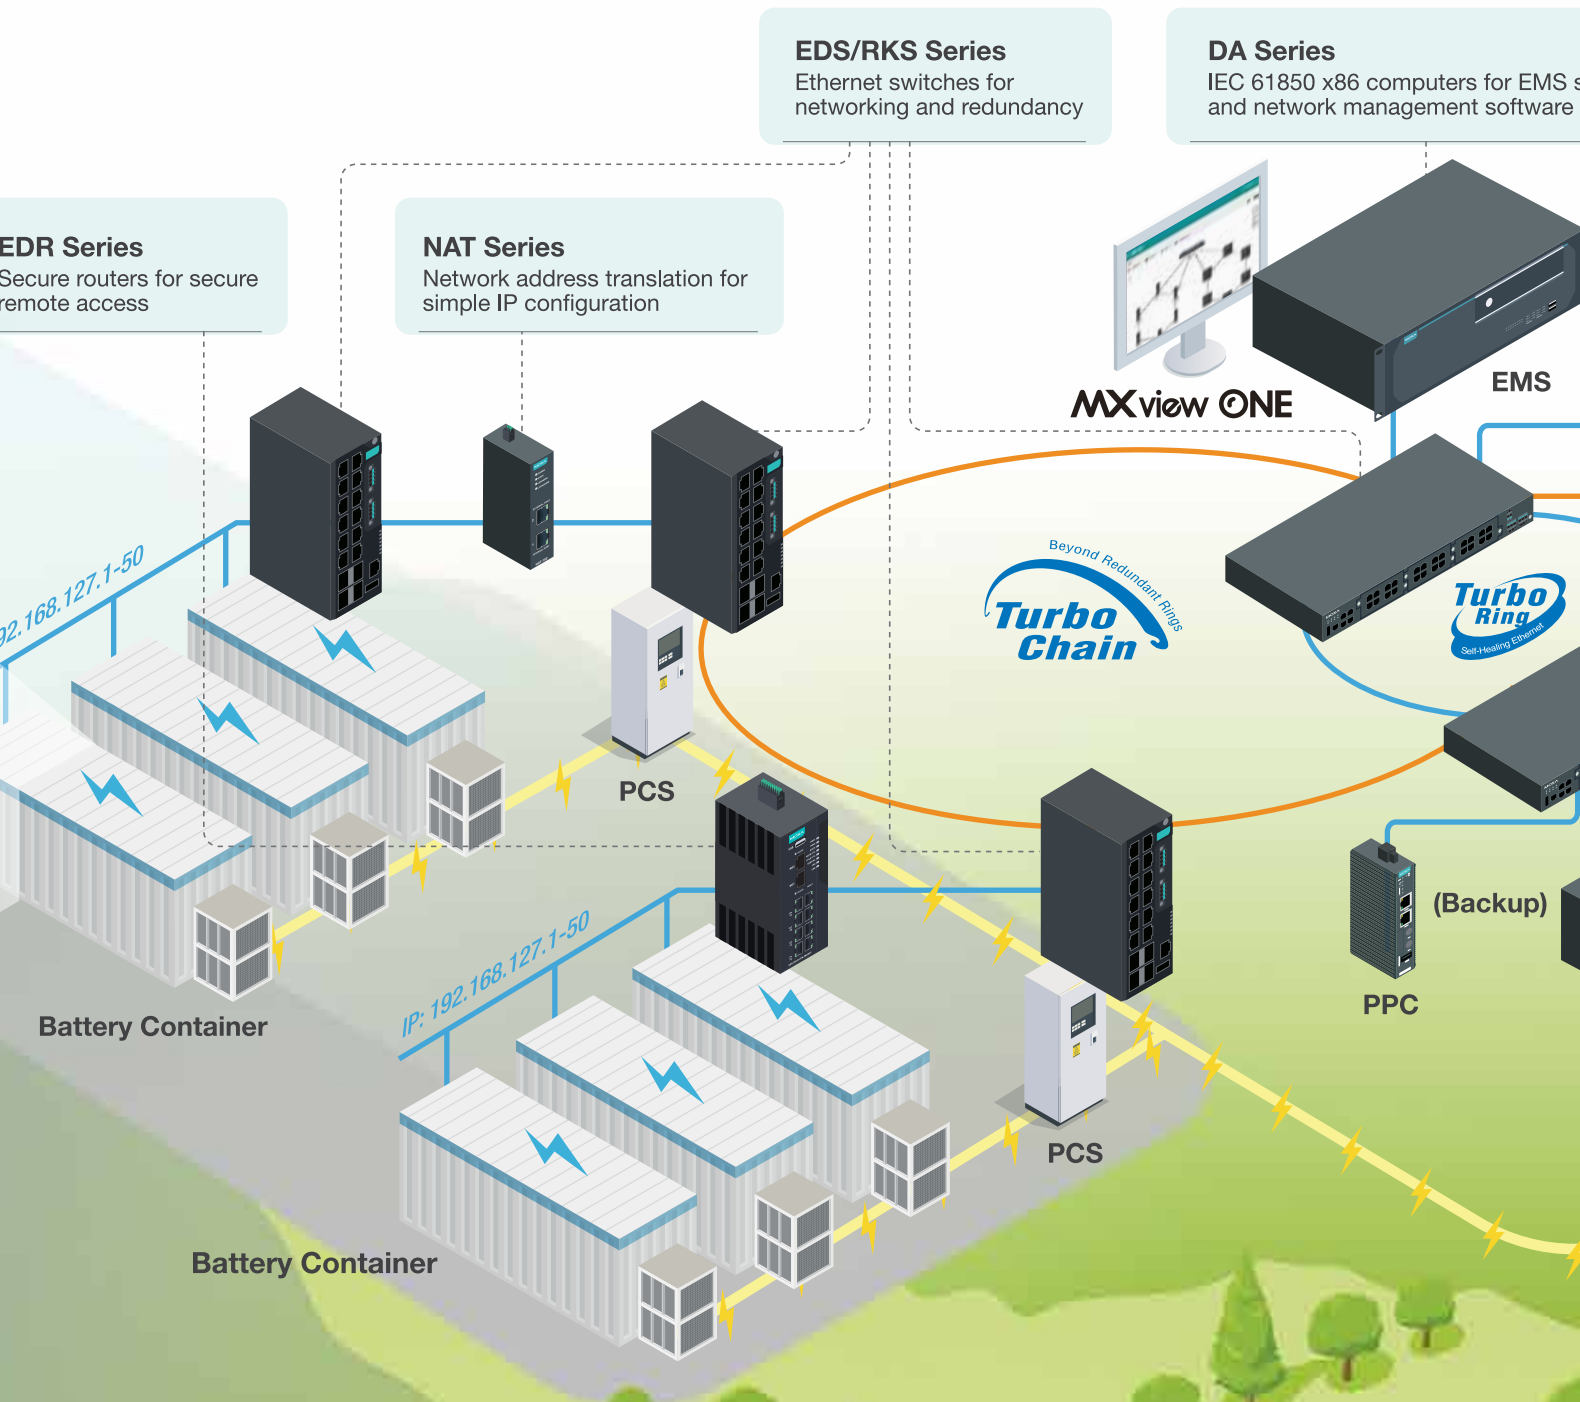 EDS/RKS Series
Ethernet switches for
networking and redundancy
DA Series
IEC 61850 x86 computers for EMS
and network management software
EDR Series
Secure routers for secure
remote access
NAT Series
Network address translation for
simple IP configuration
MXview ONE
EMS
92.168.127.1-50
Beyond Redundant Rings
Turbo
Chain
Turbo
Ring
Self-Healing Ethernet
PCS
(Backup)
IP: 192.168.127.1-50
PPC
Battery Container
PCS
Battery Container